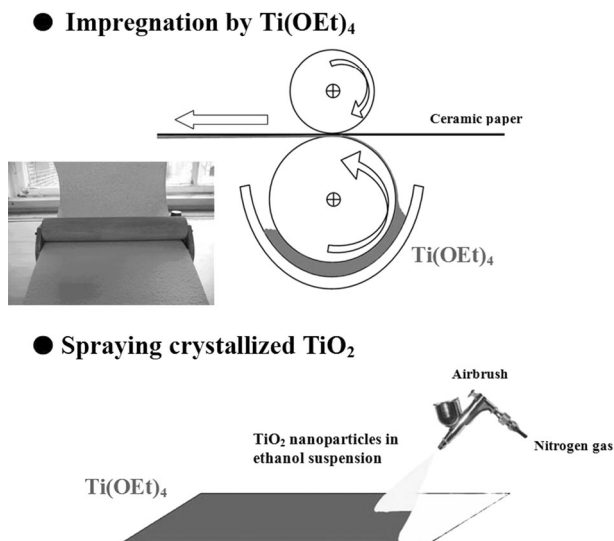 ● Impregnation by Ti(OEt)₄
Ceramic paper
Ti(OEt)₄
● Spraying crystallized TiO₂
Airbrush
TiO₂ nanoparticles in
ethanol suspension
Nitrogen gas
Ti(OEt)₄